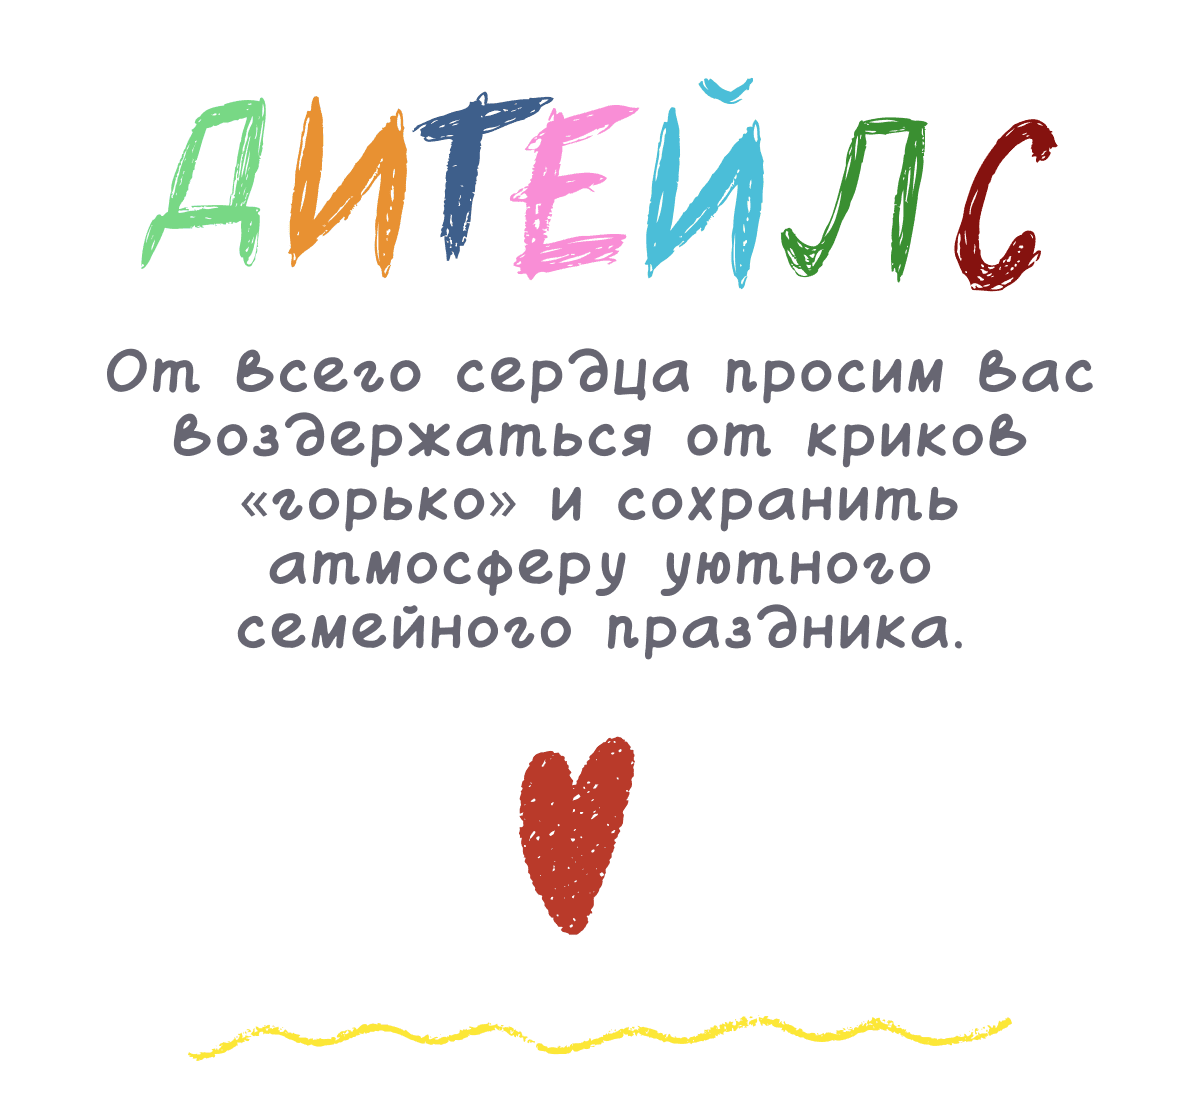 ДИТЕЙЛС
От всего сердца просим вас
воздержаться от криков
«горько» и сохранить
атмосферу уютного
семейного праздника.